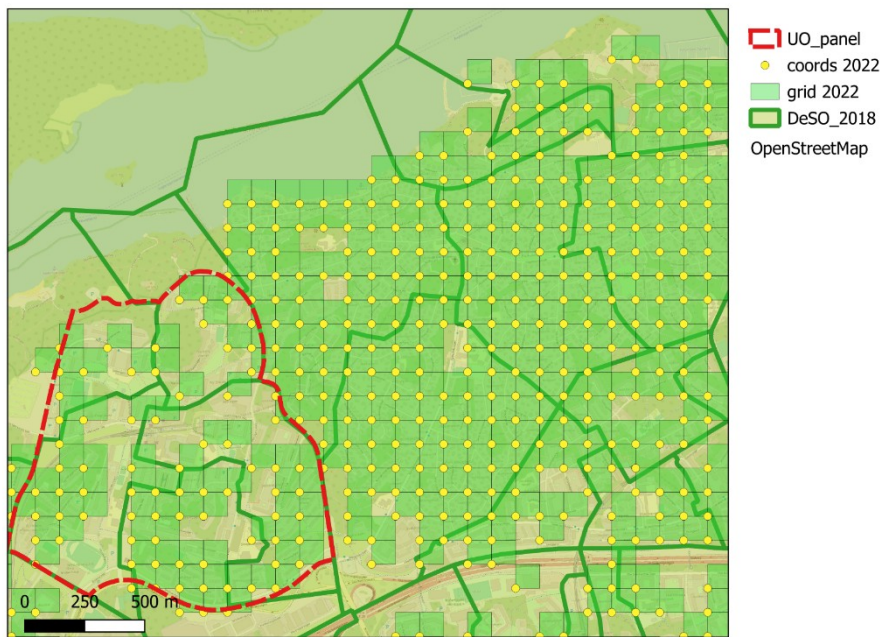 UO_panel
coords 2022
grid 2022
DeSO_2018
OpenStreetMap
0 250 500 m